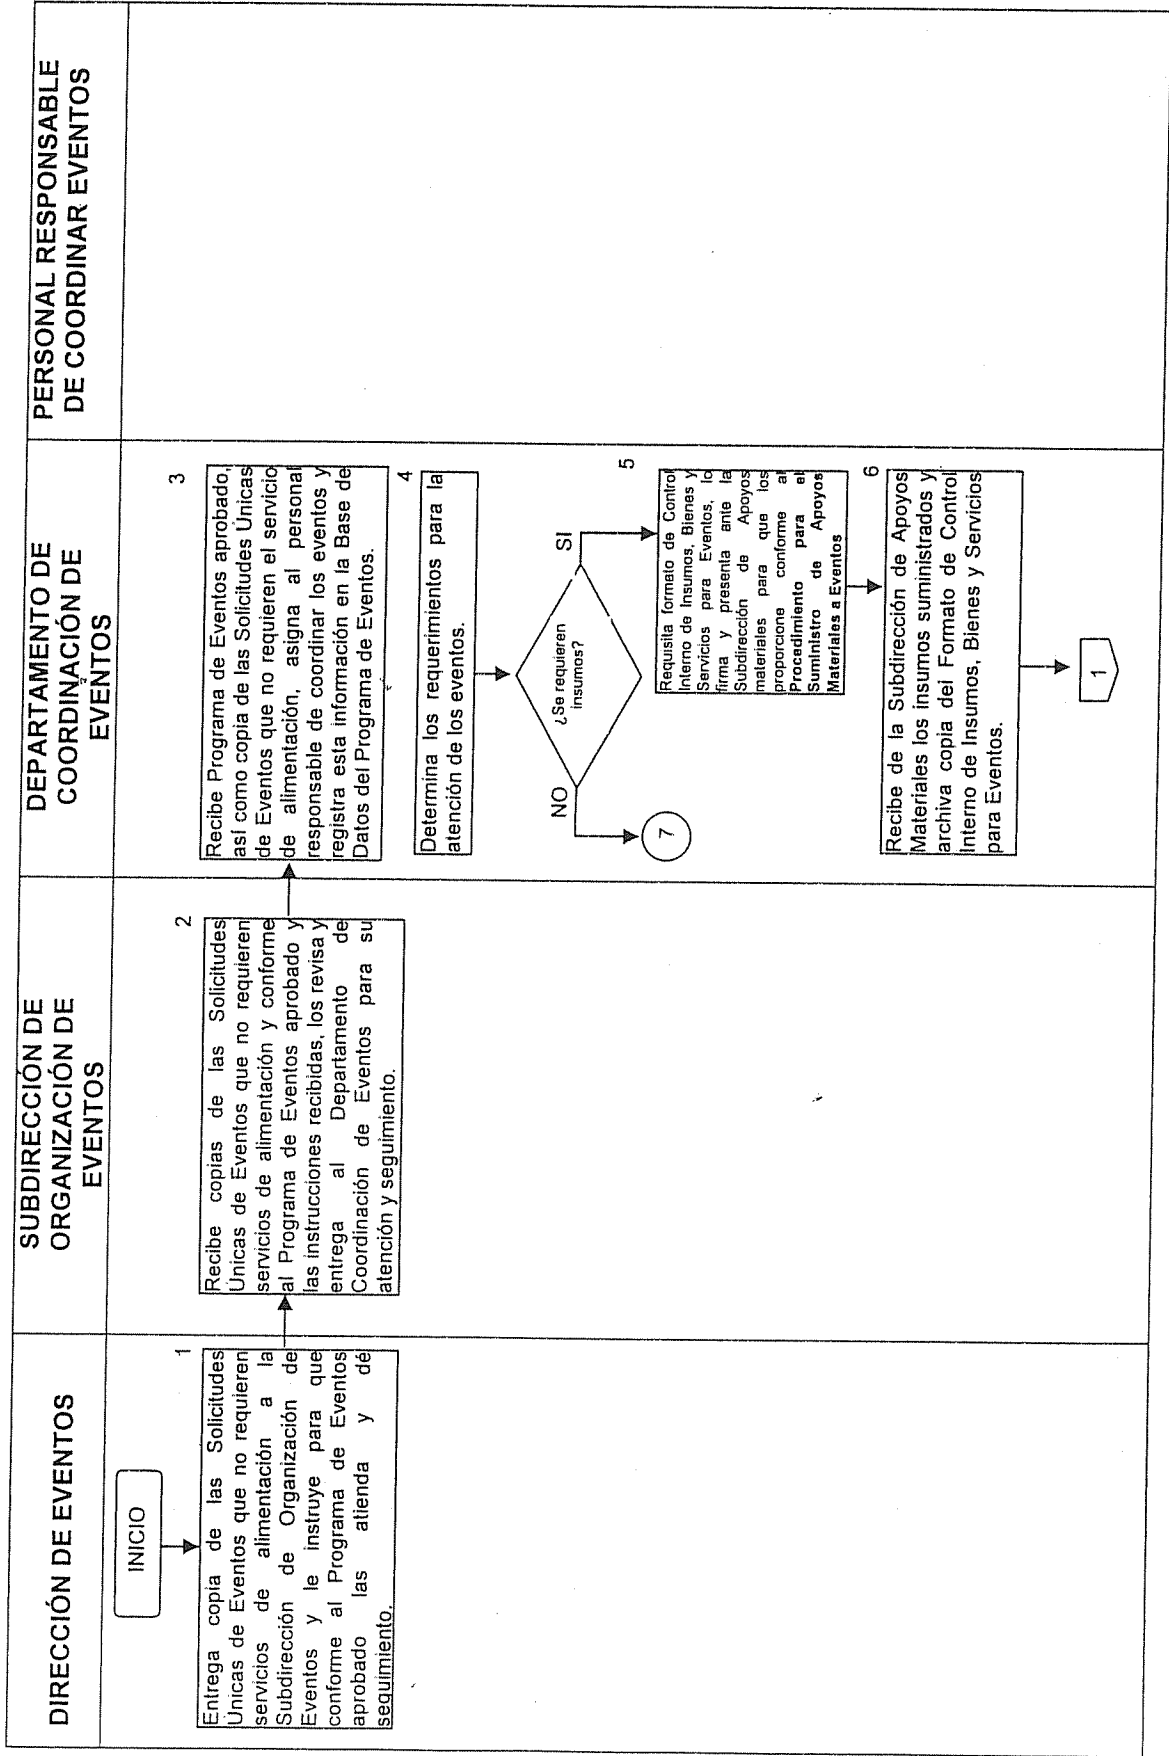 DIRECCIÓN DE EVENTOS
SUBDIRECCIÓN DE
ORGANIZACIÓN DE
EVENTOS
DEPARTAMENTO DE
COORDINACIÓN DE
EVENTOS
PERSONAL RESPONSABLE
DE COORDINAR EVENTOS
INICIO
1
Entrega copia de las Solicitudes
Únicas de Eventos que no requieren
servicios de alimentación a la
Subdirección de Organización de
Eventos y le instruye para que
conforme al Programa de Eventos
aprobado las atienda y dé
seguimiento.
2
Recibe copias de las Solicitudes
Únicas de Eventos que no requieren
servicios de alimentación y conforme
al Programa de Eventos aprobado y
las instrucciones recibidas, los revisa y
entrega al Departamento de
Coordinación de Eventos para su
atención y seguimiento.
3
Recibe Programa de Eventos aprobado,
así como copia de las Solicitudes Únicas
de Eventos que no requieren el servicio
de alimentación, asigna al personal
responsable de coordinar los eventos y
registra esta información en la Base de
Datos del Programa de Eventos.
4
Determina los requerimientos para la
atención de los eventos.
¿Se requieren
insumos?
NO
7
SI
5
Requisita formato de Control
Interno de Insumos, Bienes y
Servicios para Eventos, lo
firma y presenta ante la
Subdirección de Apoyos
materiales para que los
proporcione conforme al
Procedimiento para el
Suministro de Apoyos
Materiales a Eventos
6
Recibe de la Subdirección de Apoyos
Materiales los insumos suministrados y
archiva copia del Formato de Control
Interno de Insumos, Bienes y Servicios
para Eventos.
1